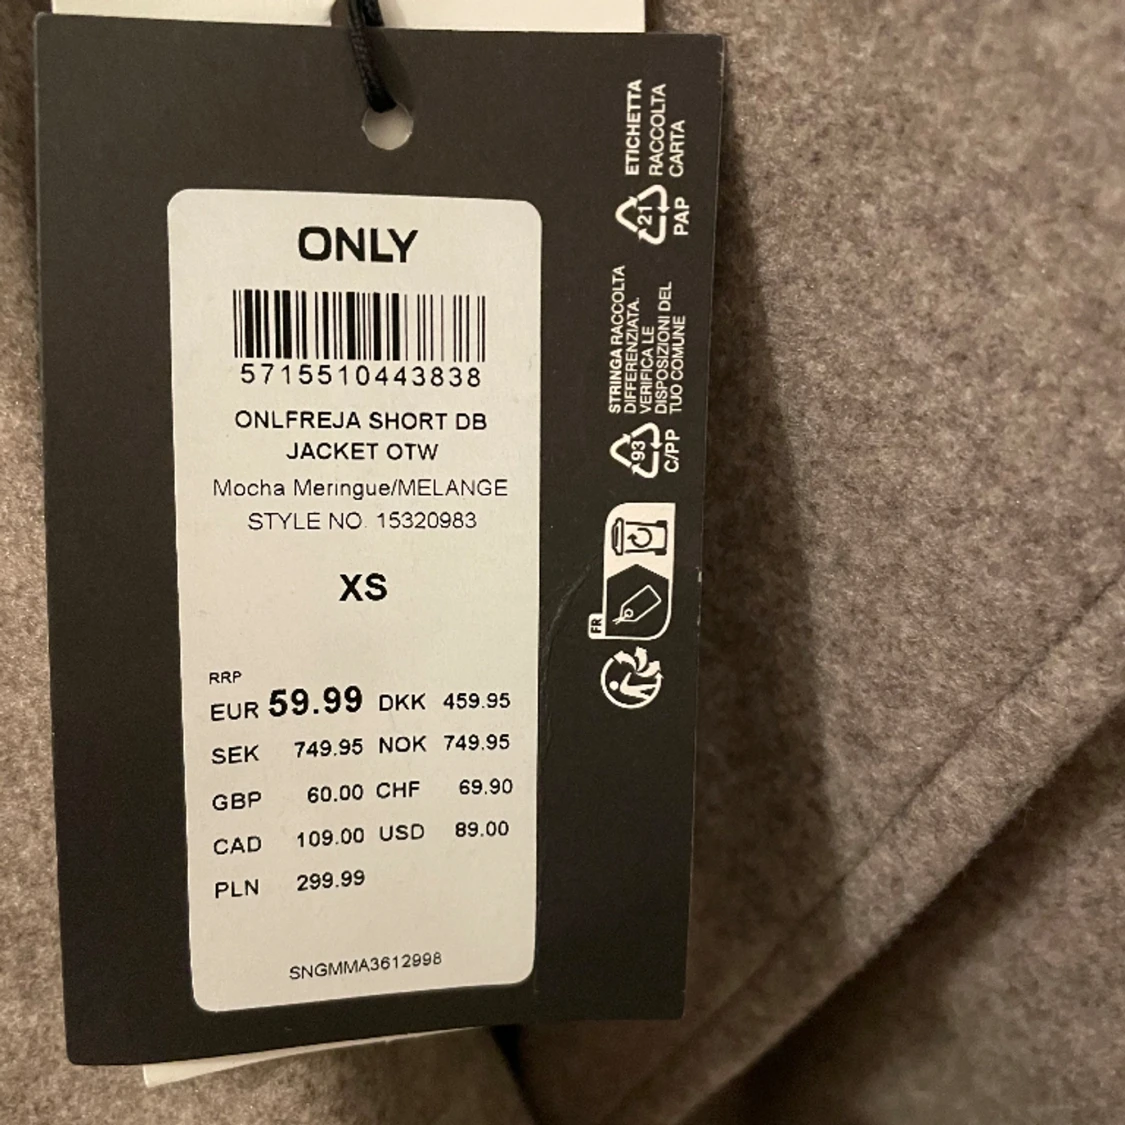 ONLY
5715510443838
ONLFREJA SHORT DB
JACKET OTW
Mocha Meringue/MELANGE
STYLE NO. 15320983
XS
RRP
EUR 59.99 DKK 459.95
SEK 749.95 NOK 749.95
GBP 60.00 CHF 69.90
CAD 109.00 USD 89.00
PLN 299.99
SNGMMA3612998
ETICHETTA
RACCOLTA
CARTA
21
PAP
STRINGA RACCOLTA
DIFFERENZIATA.
VERIFICA LE
DISPOSIZIONI DEL
TUO COMUNE
93
C/PP
FR